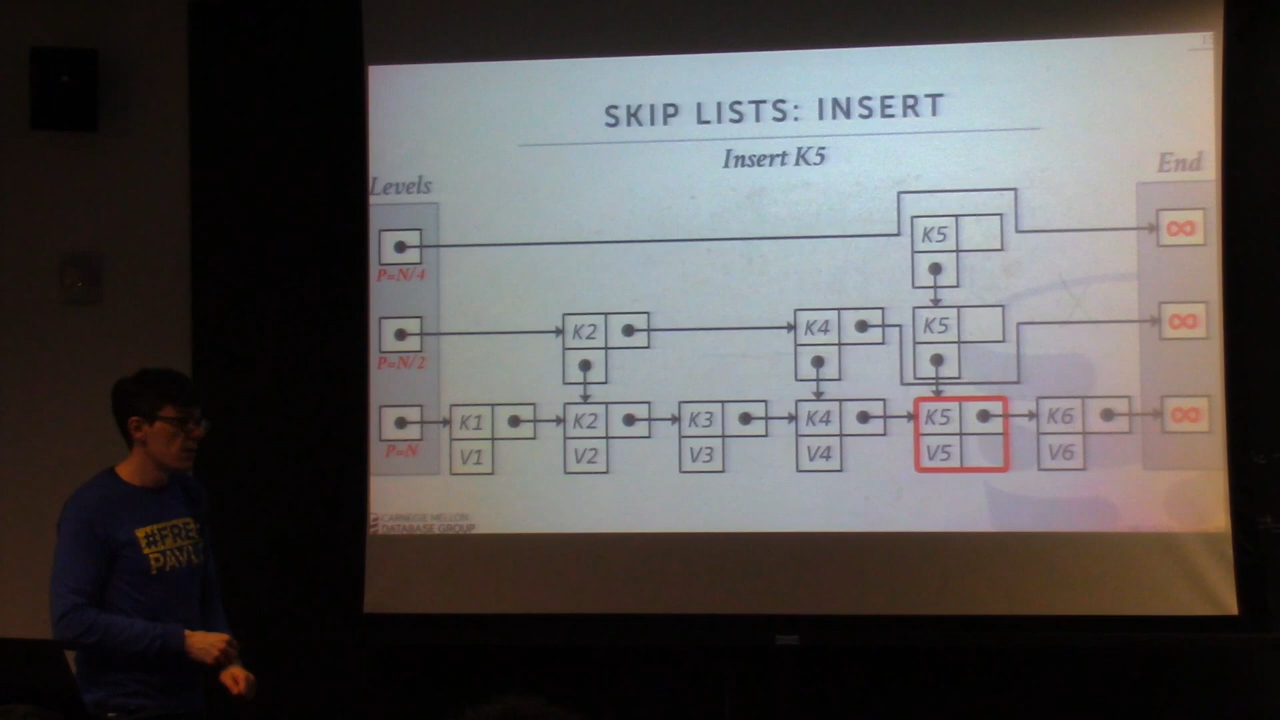 SKIP LISTS: INSERT
Insert K5
Levels
End
K5
∞
P=N/4
K2
K4
K5
∞
P=N/2
K1
K2
K3
K4
K5
K6
∞
P=N
V1
V2
V3
V4
V5
V6
CARNEGIE MELLON
DATABASE GROUP